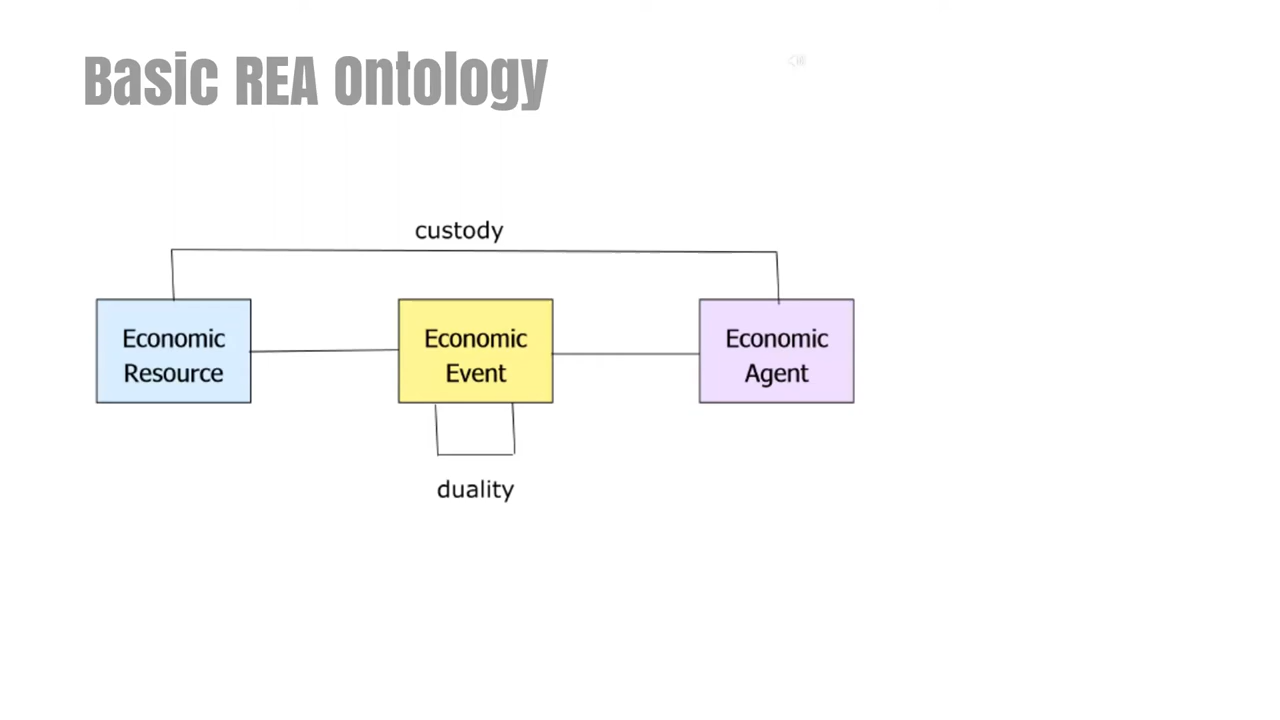 Basic REA Ontology
custody
Economic
Resource
Economic
Event
Economic
Agent
duality